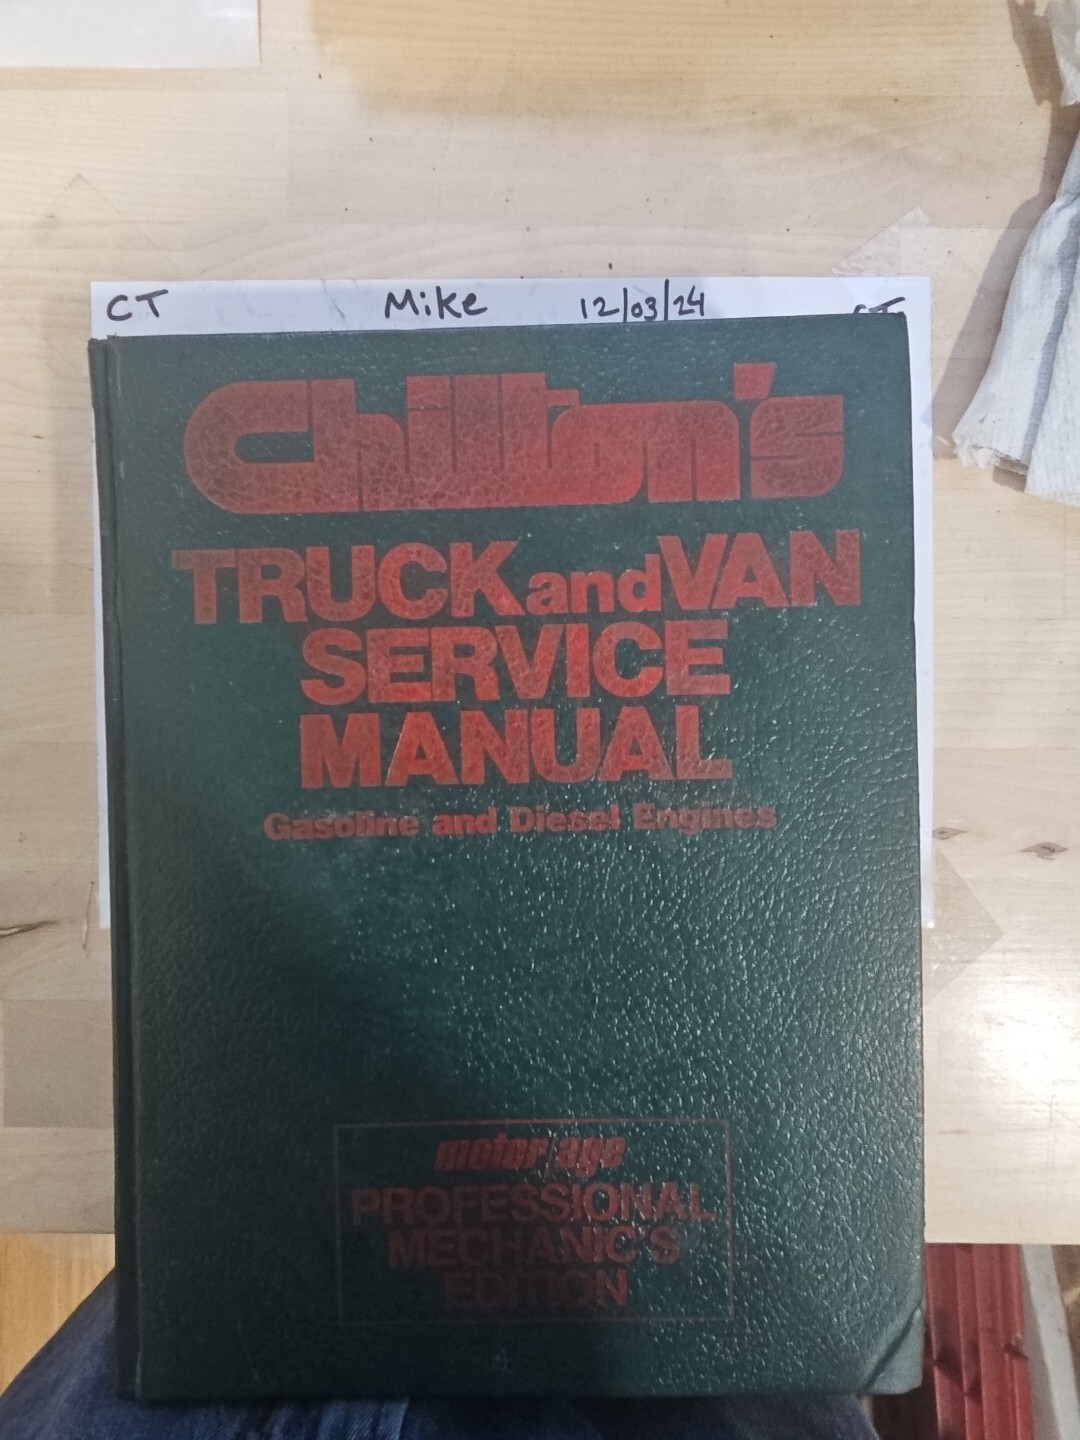 CT Mike 12/03/24 CT
Chilton's
TRUCK and VAN
SERVICE
MANUAL
Gasoline and Diesel Engines
motor age
PROFESSIONAL
MECHANIC'S
EDITION